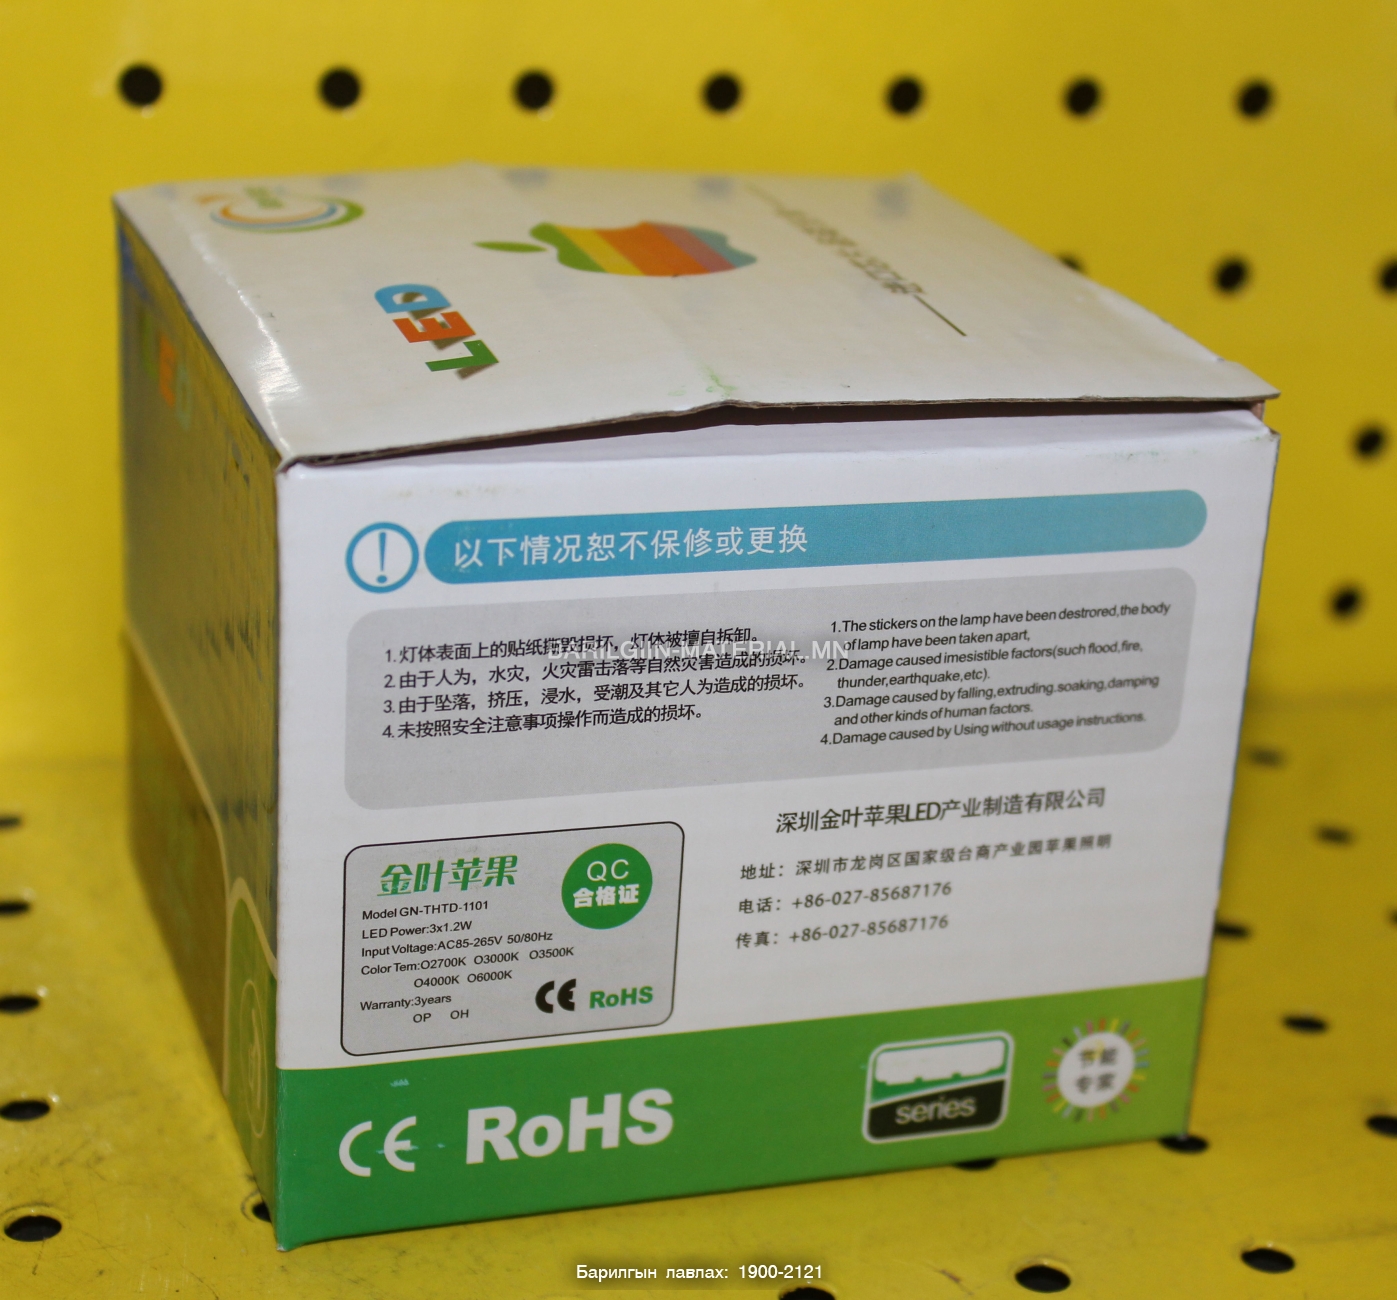 LED
以下情况恕不保修或更换
1.灯体表面上的贴纸撕毁损坏，灯体被擅自拆卸。
2.由于人为，水灾，火灾雷击落等自然灾害造成的损坏。
3.由于坠落，挤压，浸水，受潮及其它人为造成的损坏。
4.未按照安全注意事项操作而造成的损坏。
1.The stickers on the lamp have been destrored,the body
of lamp have been taken apart,
2.Damage caused imesistible factors(such flood,fire,
thunder,earthquake,etc).
3.Damage caused by falling,extruding.soaking,damping
and other kinds of human factors.
4.Damage caused by Using without usage instructions.
BARILGIIN-MATERIAL.MN
深圳金叶苹果LED产业制造有限公司
地址：深圳市龙岗区国家级台商产业园苹果照明
电话：+86-027-85687176
传真：+86-027-85687176
金叶苹果
QC
合格证
Model GN-THTD-1101
LED Power:3x1.2W
Input Voltage:AC85-265V 50/80Hz
Color Tem:O2700K O3000K O3500K
O4000K O6000K
Warranty:3years
OP OH
CE RoHS
CE RoHS
series
节能
专家
Барилгын лавлах: 1900-2121